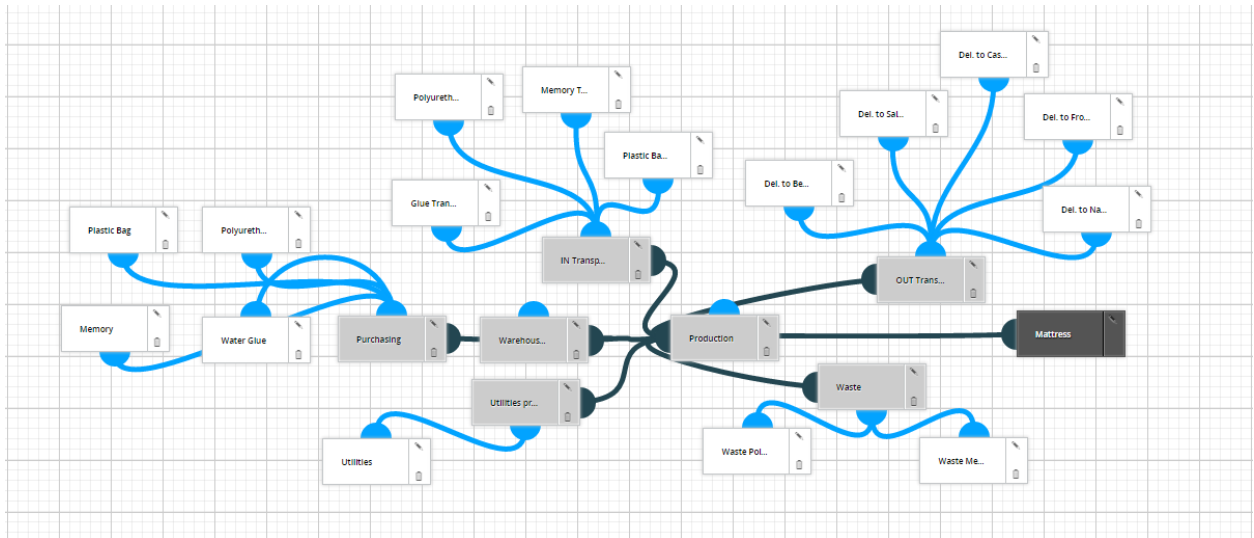 Del. to Cas...
Polyureth...
Memory T...
Del. to Sal...
Del. to Fro...
Plastic Ba...
Del. to Be...
Glue Tran...
Del. to Na...
Plastic Bag
Polyureth...
IN Transp...
OUT Trans...
Memory
Water Glue
Purchasing
Warehous...
Production
Mattress
Waste
Utilities pr...
Waste Pol...
Waste Me...
Utilities